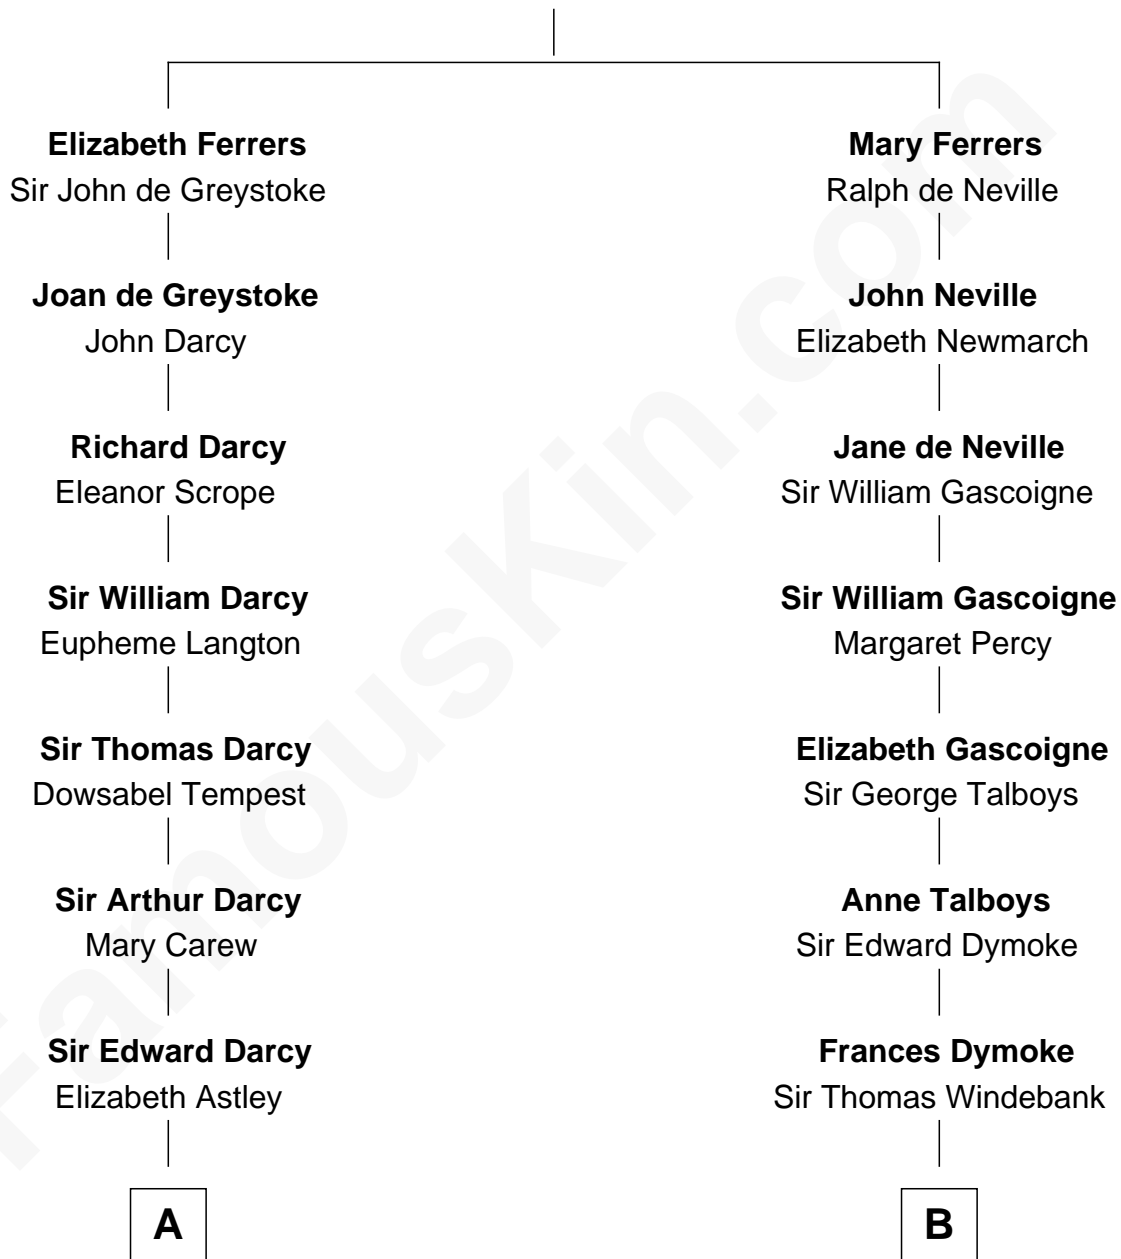 Elizabeth Ferrers
Sir John de Greystoke
Mary Ferrers
Ralph de Neville
Joan de Greystoke
John Darcy
John Neville
Elizabeth Newmarch
Richard Darcy
Eleanor Scrope
Jane de Neville
Sir William Gascoigne
Sir William Darcy
Eupheme Langton
Sir William Gascoigne
Margaret Percy
Sir Thomas Darcy
Dowsabel Tempest
Elizabeth Gascoigne
Sir George Talboys
Sir Arthur Darcy
Mary Carew
Anne Talboys
Sir Edward Dymoke
Sir Edward Darcy
Elizabeth Astley
Frances Dymoke
Sir Thomas Windebank
A
B
FamousKin.com